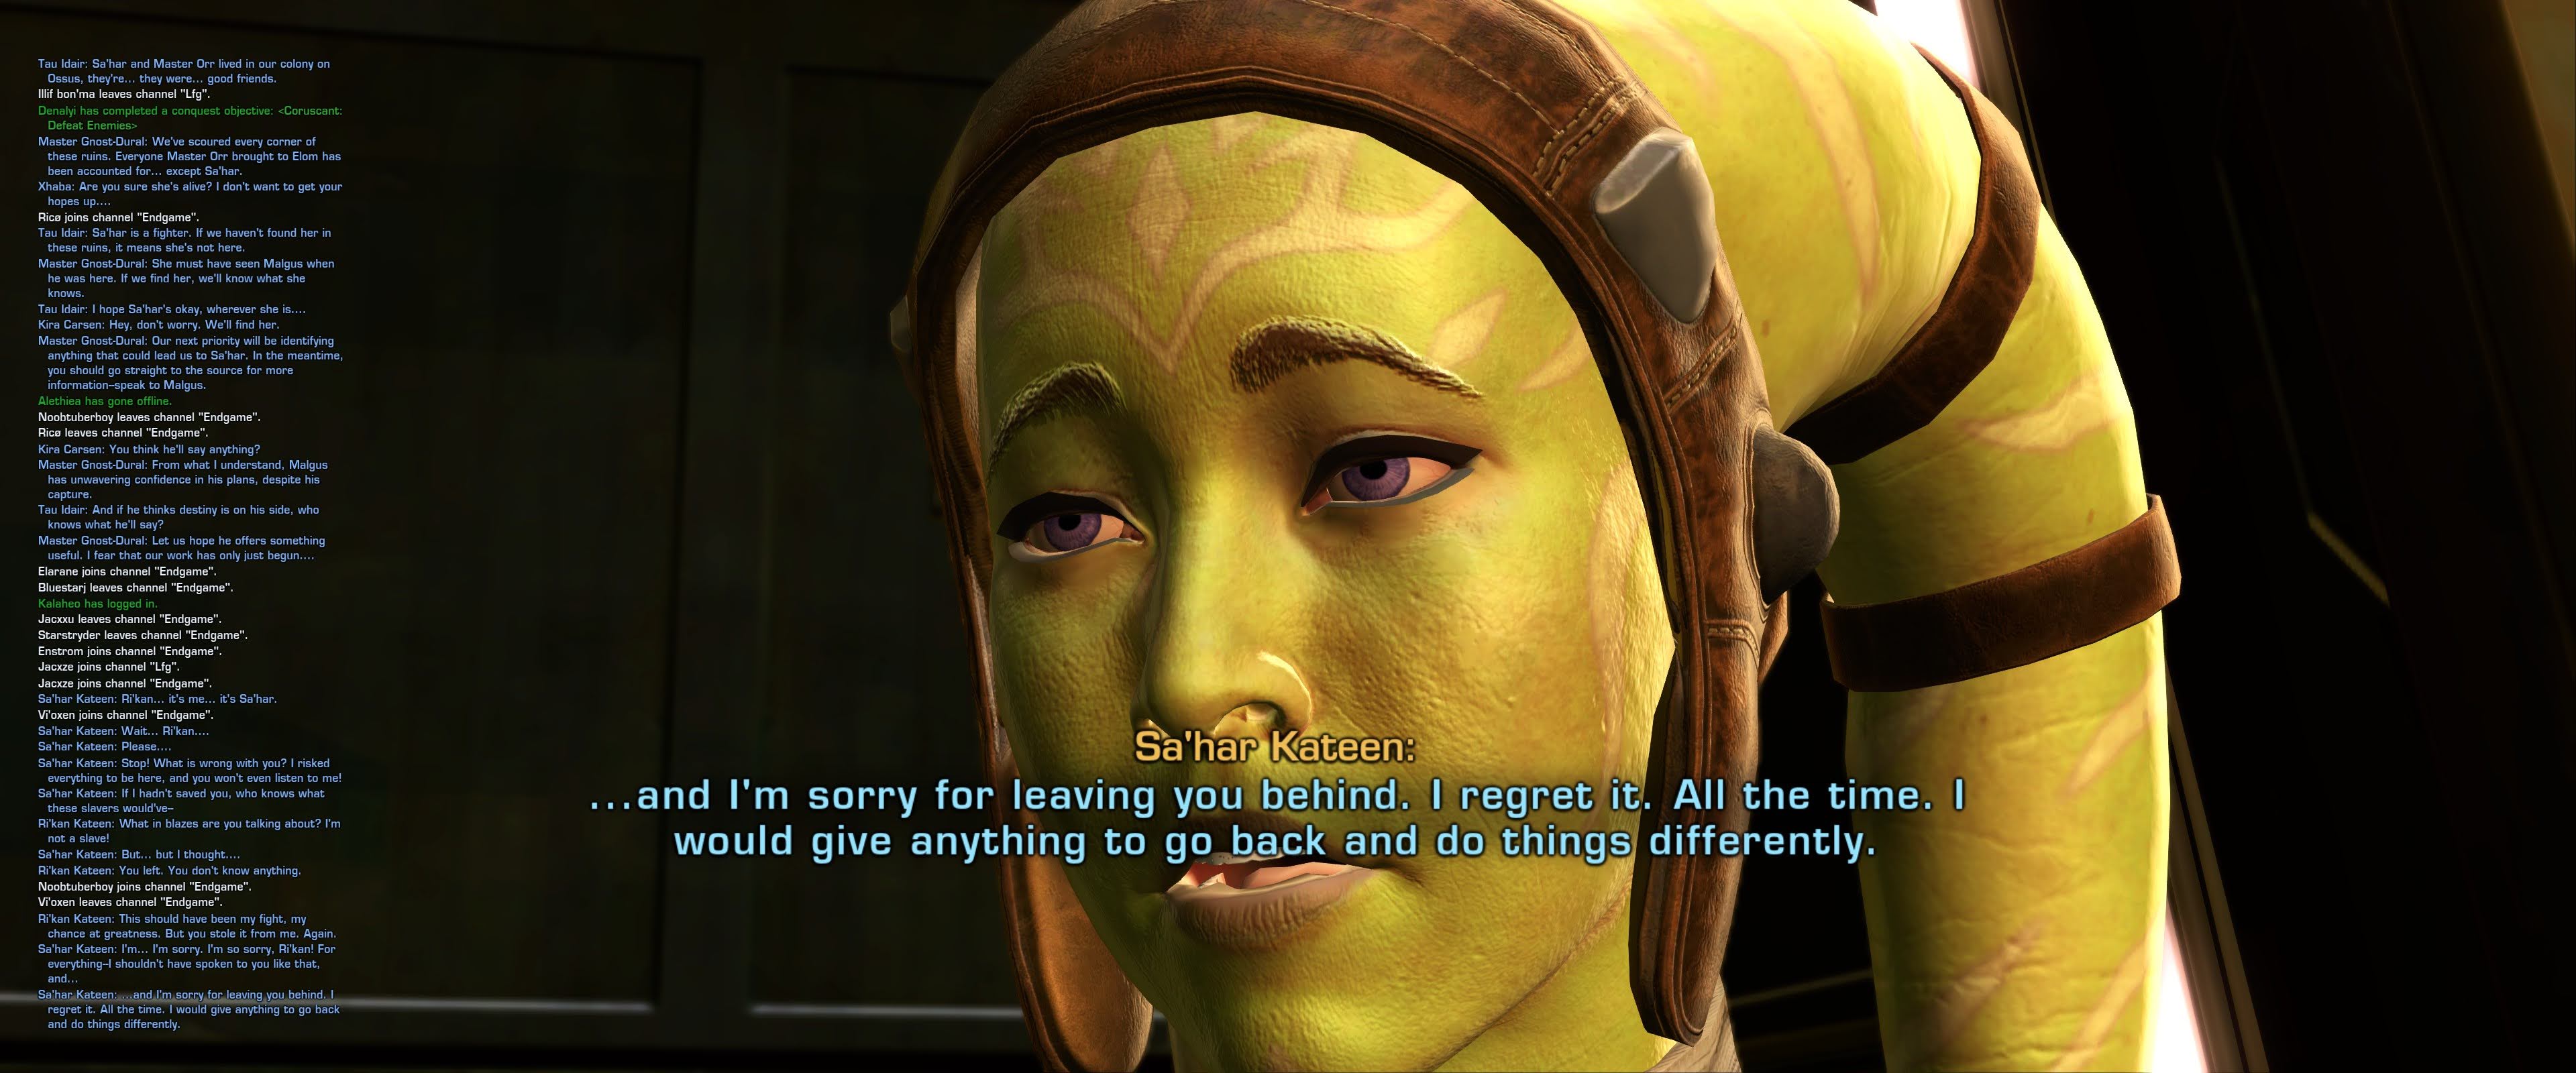 Tau Idair: Sa'har and Master Orr lived in our colony on
Ossus, they're... they were... good friends.
Illif bon'ma leaves channel "Lfg".
Denalyi has completed a conquest objective: <Coruscant:
Defeat Enemies>
Master Gnost-Dural: We've scoured every corner of
these ruins. Everyone Master Orr brought to Elom has
been accounted for... except Sa'har.
Xhaba: Are you sure she's alive? I don't want to get your
hopes up....
Ricø joins channel "Endgame".
Tau Idair: Sa'har is a fighter. If we haven't found her in
these ruins, it means she's not here.
Master Gnost-Dural: She must have seen Malgus when
he was here. If we find her, we'll know what she
knows.
Tau Idair: I hope Sa'har's okay, wherever she is....
Kira Carsen: Hey, don't worry. We'll find her.
Master Gnost-Dural: Our next priority will be identifying
anything that could lead us to Sa'har. In the meantime,
you should go straight to the source for more
information—speak to Malgus.
Alethiea has gone offline.
Noobtuberboy leaves channel "Endgame".
Ricø leaves channel "Endgame".
Kira Carsen: You think he'll say anything?
Master Gnost-Dural: From what I understand, Malgus
has unwavering confidence in his plans, despite his
capture.
Tau Idair: And if he thinks destiny is on his side, who
knows what he'll say?
Master Gnost-Dural: Let us hope he offers something
useful. I fear that our work has only just begun....
Elarane joins channel "Endgame".
Bluestarj leaves channel "Endgame".
Kalaheo has logged in.
Jacxxu leaves channel "Endgame".
Starstryder leaves channel "Endgame".
Enstrom joins channel "Endgame".
Jacxze joins channel "Lfg".
Jacxze joins channel "Endgame".
Sa'har Kateen: Ri'kan... it's me... it's Sa'har.
Vi'oxen joins channel "Endgame".
Sa'har Kateen: Wait... Ri'kan....
Sa'har Kateen: Please....
Sa'har Kateen: Stop! What is wrong with you? I risked
everything to be here, and you won't even listen to me!
Sa'har Kateen: If I hadn't saved you, who knows what
these slavers would've—
Ri'kan Kateen: What in blazes are you talking about? I'm
not a slave!
Sa'har Kateen: But... but I thought....
Ri'kan Kateen: You left. You don't know anything.
Noobtuberboy joins channel "Endgame".
Vi'oxen leaves channel "Endgame".
Ri'kan Kateen: This should have been my fight, my
chance at greatness. But you stole it from me. Again.
Sa'har Kateen: I'm... I'm sorry. I'm so sorry, Ri'kan! For
everything—I shouldn't have spoken to you like that,
and...
Sa'har Kateen: ...and I'm sorry for leaving you behind. I
regret it. All the time. I would give anything to go back
and do things differently.
Sa'har Kateen:
...and I'm sorry for leaving you behind. I regret it. All the time. I
would give anything to go back and do things differently.